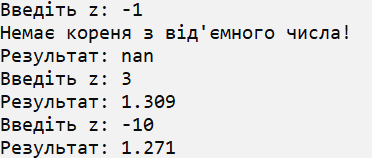 Введіть z: -1
Немає кореня з від'ємного числа!
Результат: nan
Введіть z: 3
Результат: 1.309
Введіть z: -10
Результат: 1.271